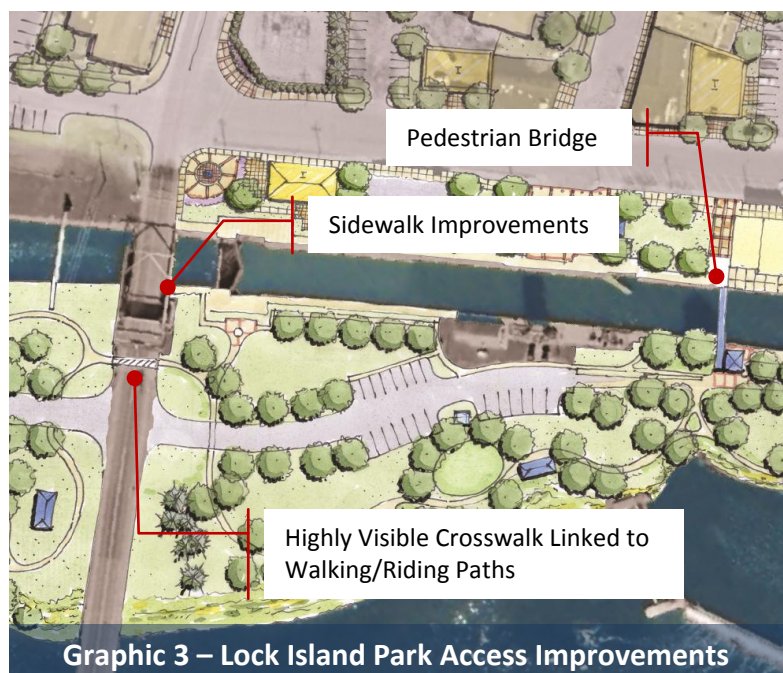 Pedestrian Bridge
Sidewalk Improvements
Highly Visible Crosswalk Linked to
Walking/Riding Paths
Graphic 3 – Lock Island Park Access Improvements